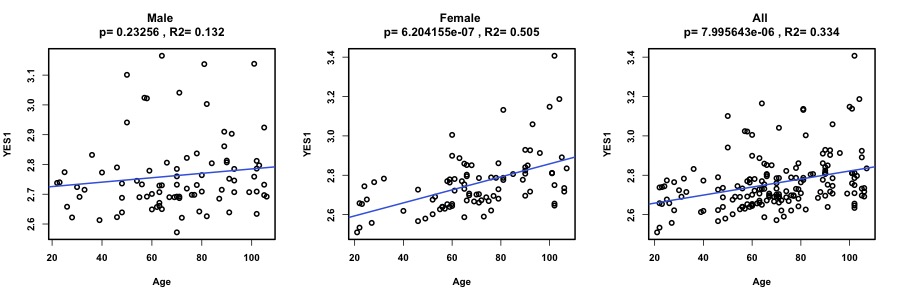 Male
p= 0.23256 , R2= 0.132
YES1
3.1
3.0
2.9
2.8
2.7
2.6
20 40 60 80 100
Age
Female
p= 6.204155e-07 , R2= 0.505
YES1
3.4
3.2
3.0
2.8
2.6
20 40 60 80 100
Age
All
p= 7.995643e-06 , R2= 0.334
YES1
3.4
3.2
3.0
2.8
2.6
20 40 60 80 100
Age